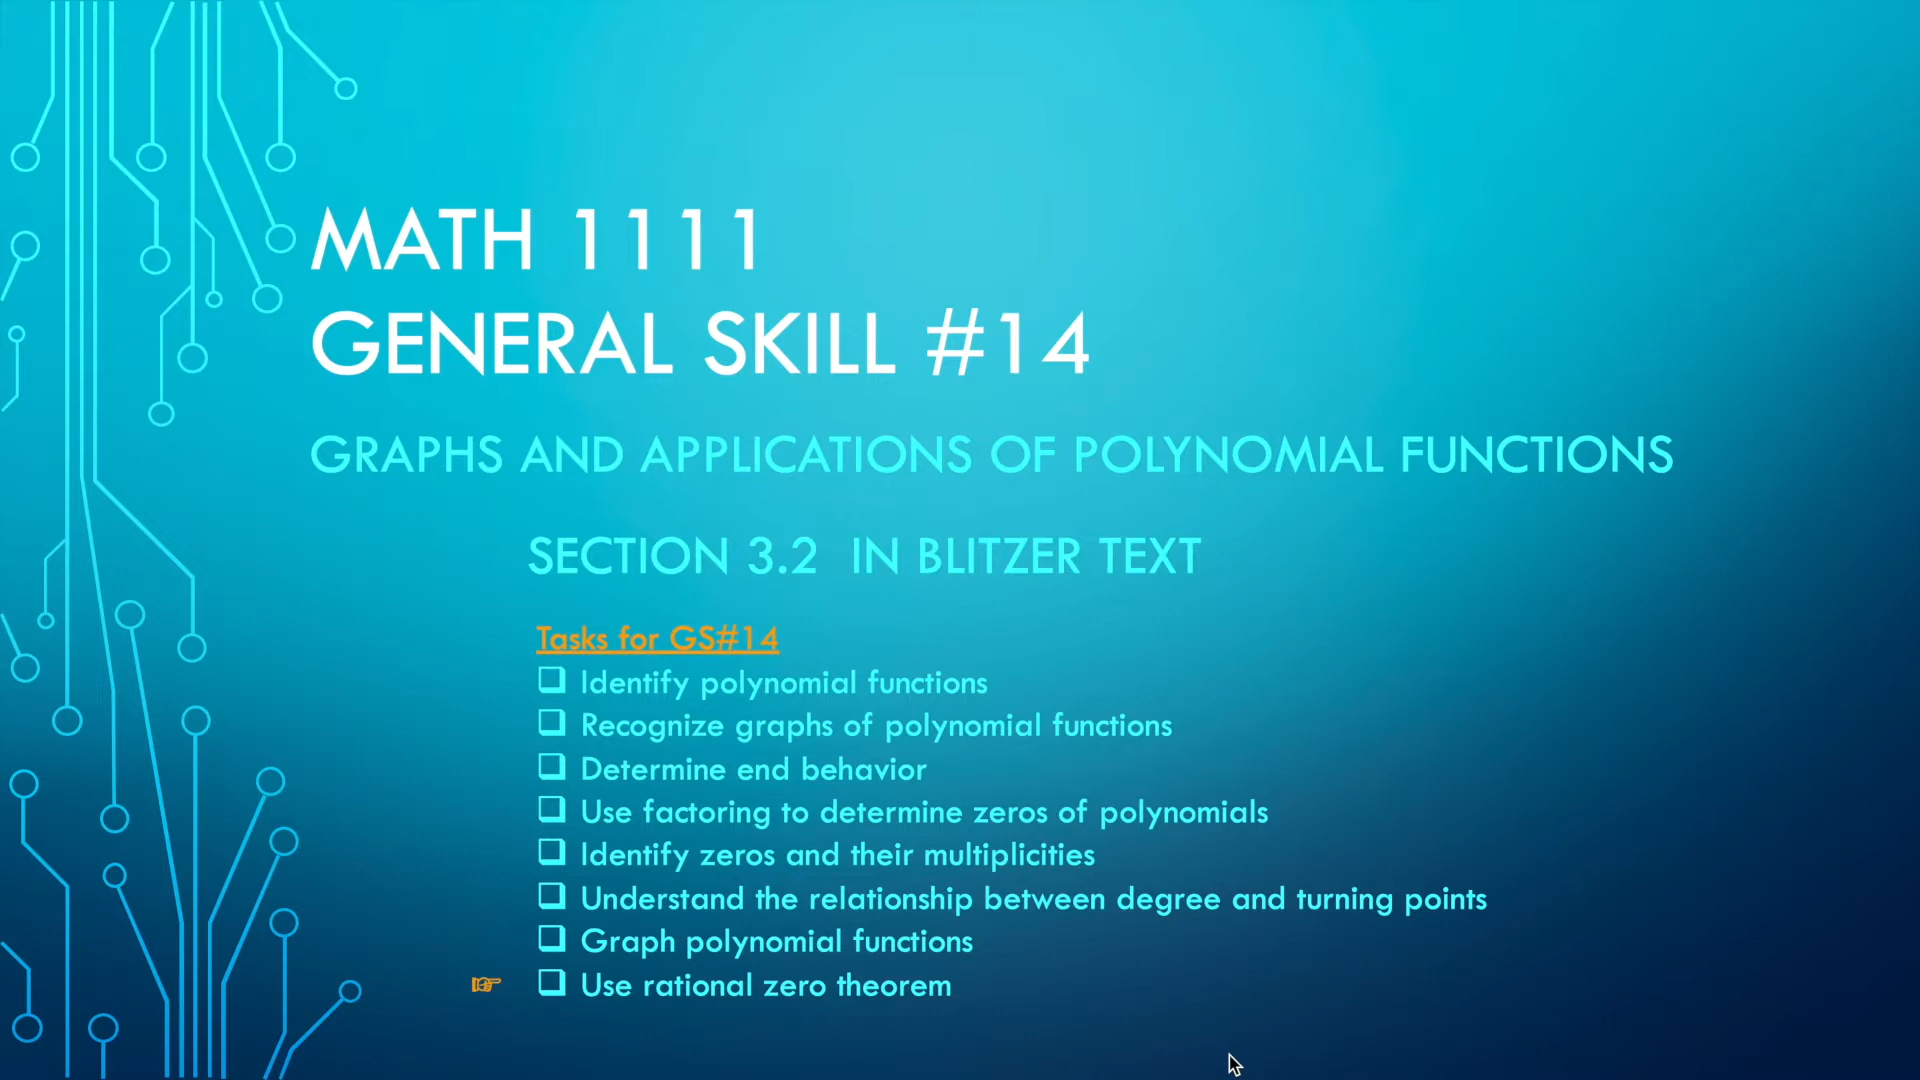 MATH 1111
GENERAL SKILL #14
GRAPHS AND APPLICATIONS OF POLYNOMIAL FUNCTIONS
SECTION 3.2 IN BLITZER TEXT
Tasks for GS#14
❑ Identify polynomial functions
❑ Recognize graphs of polynomial functions
❑ Determine end behavior
❑ Use factoring to determine zeros of polynomials
❑ Identify zeros and their multiplicities
❑ Understand the relationship between degree and turning points
❑ Graph polynomial functions
☞ ❑ Use rational zero theorem